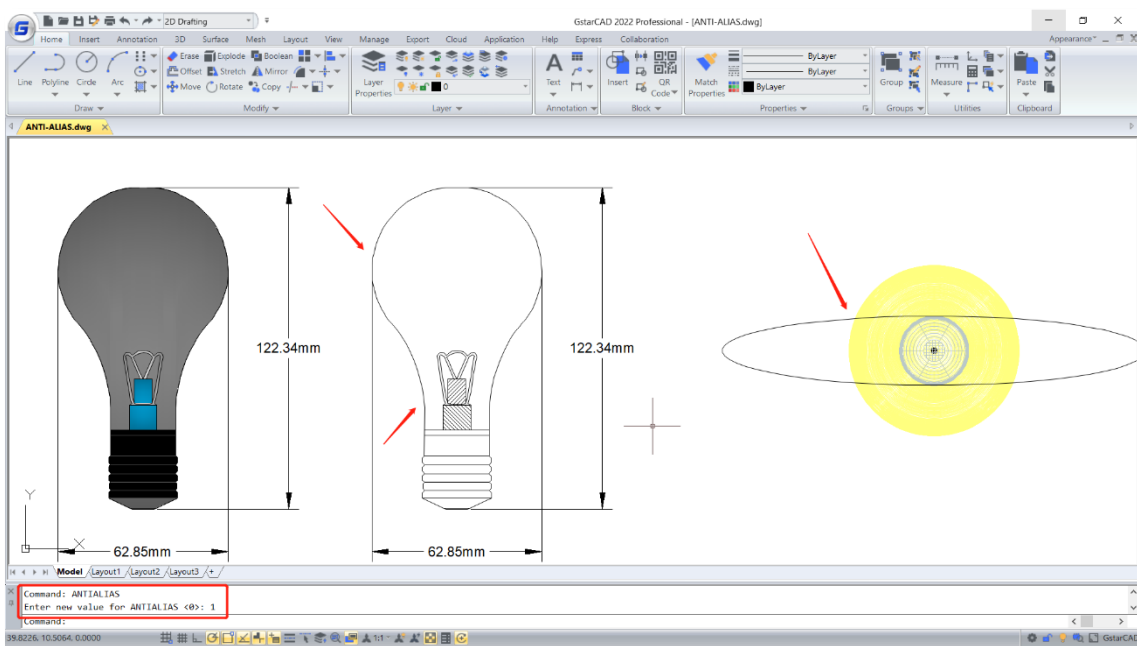 2D Drafting
GstarCAD 2022 Professional - [ANTI-ALIAS.dwg]
Home Insert Annotation 3D Surface Mesh Layout View Manage Export Cloud Application Help Express Collaboration Appearance
Line Polyline Circle Arc
Erase Explode Boolean
Offset Stretch Mirror
Move Rotate Copy
Layer Properties
0
Text
Insert
QR Code
Match Properties
ByLayer
ByLayer
ByLayer
Group
Measure
Paste
Draw Modify Layer Annotation Block Properties Groups Utilities Clipboard
ANTI-ALIAS.dwg
122.34mm
122.34mm
Y
X
62.85mm
62.85mm
Model Layout1 Layout2 Layout3 +
Command: ANTIALIAS
Enter new value for ANTIALIAS <0>: 1
Command:
39.8226, 10.5064, 0.0000
1:1
GstarCAD